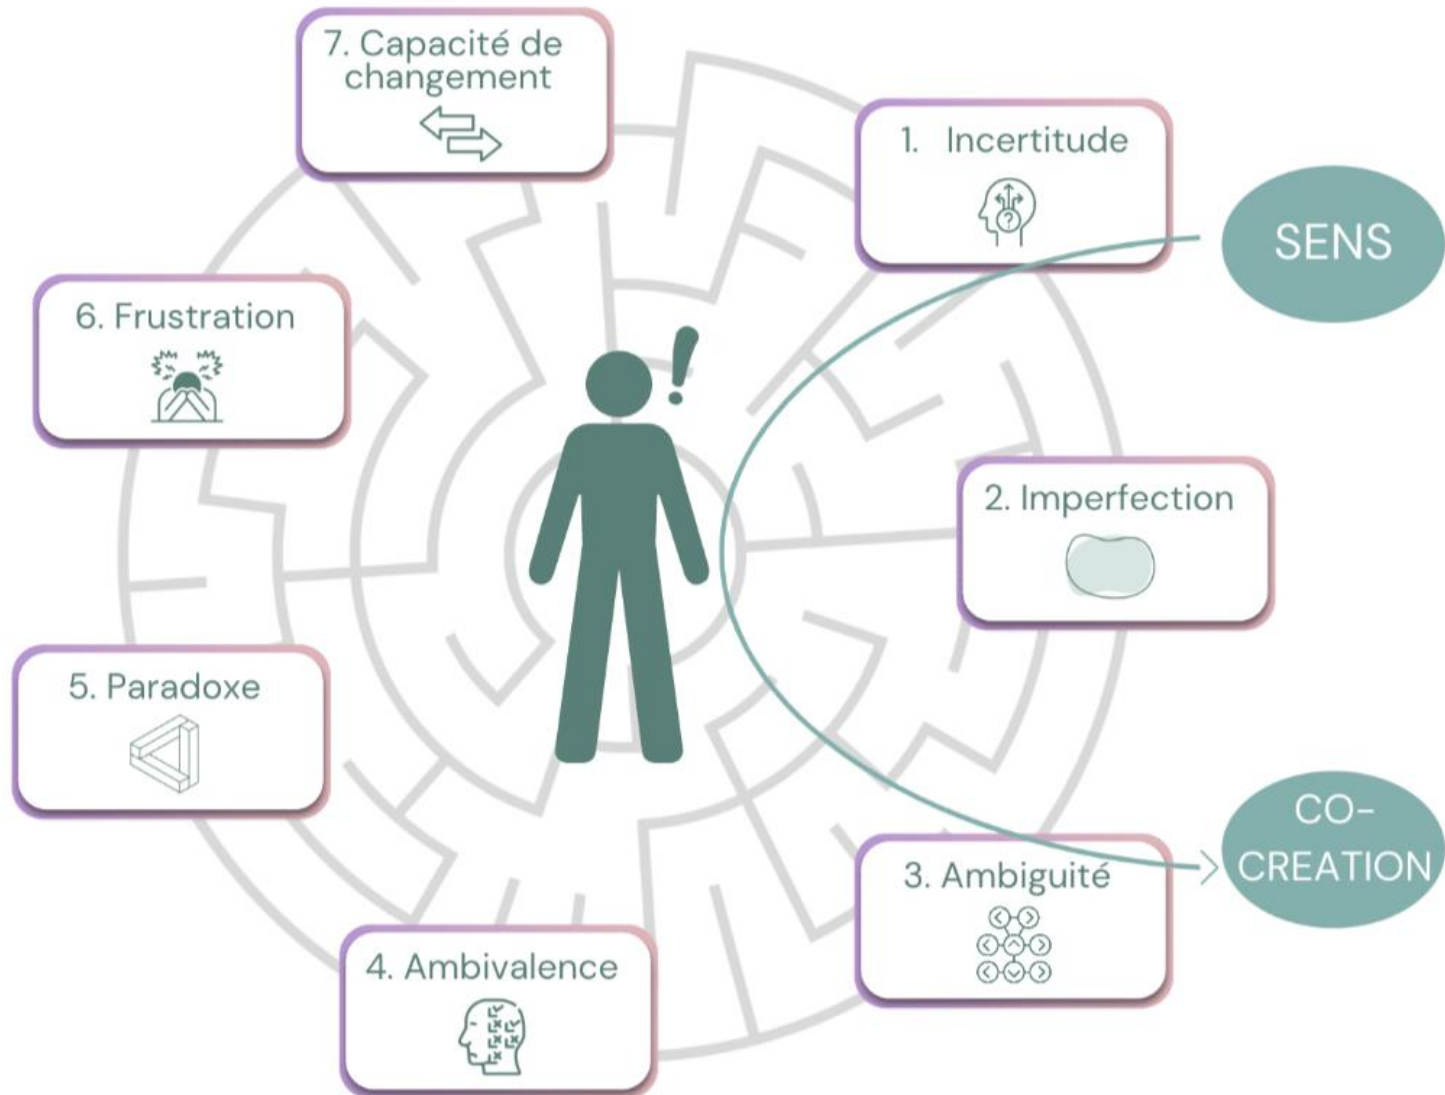 7. Capacité de
changement
1. Incertitude
?
SENS
6. Frustration
!
2. Imperfection
5. Paradoxe
CO-
CREATION
3. Ambiguité
4. Ambivalence